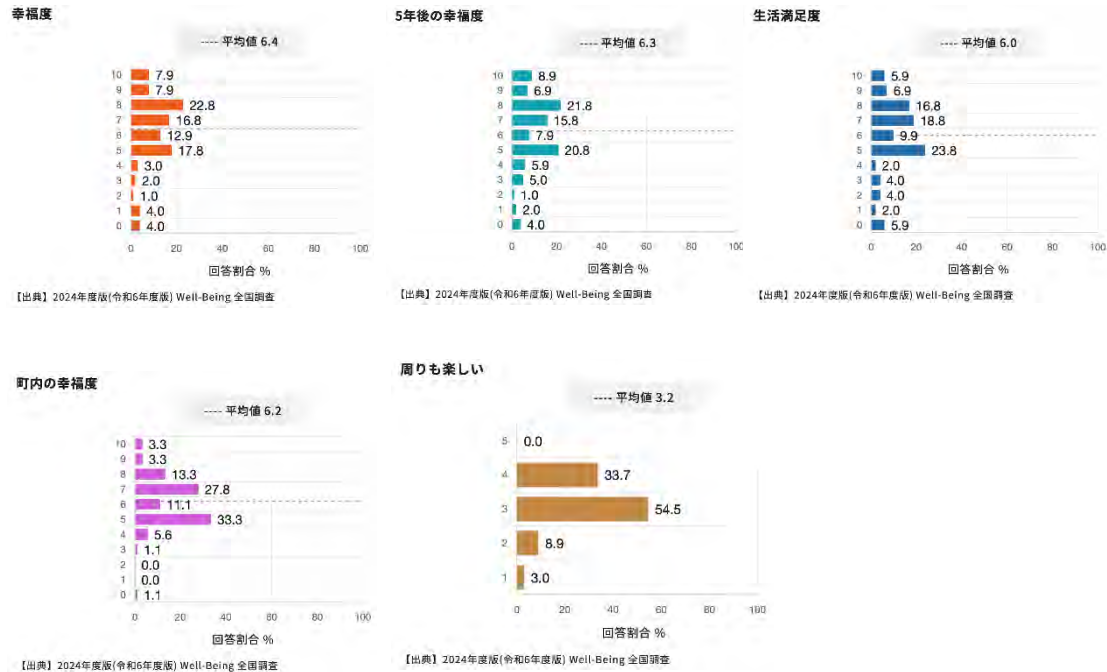 幸福度
---- 平均値 6.4
10 7.9
9 7.9
8 22.8
7 16.8
6 12.9
5 17.8
4 3.0
3 2.0
2 1.0
1 4.0
0 4.0
0 20 40 60 80 100
回答割合 %
【出典】2024年度版(令和6年度版) Well-Being 全国調査
5年後の幸福度
---- 平均値 6.3
10 8.9
9 6.9
8 21.8
7 15.8
6 7.9
5 20.8
4 5.9
3 5.0
2 1.0
1 2.0
0 4.0
0 20 40 60 80 100
回答割合 %
【出典】2024年度版(令和6年度版) Well-Being 全国調査
生活満足度
---- 平均値 6.0
10 5.9
9 6.9
8 16.8
7 18.8
6 9.9
5 23.8
4 2.0
3 4.0
2 4.0
1 2.0
0 5.9
0 20 40 60 80 100
回答割合 %
【出典】2024年度版(令和6年度版) Well-Being 全国調査
町内の幸福度
---- 平均値 6.2
10 3.3
9 3.3
8 13.3
7 27.8
6 11.1
5 33.3
4 5.6
3 1.1
2 0.0
1 0.0
0 1.1
0 20 40 60 80 100
回答割合 %
【出典】2024年度版(令和6年度版) Well-Being 全国調査
周りも楽しい
---- 平均値 3.2
5 0.0
4 33.7
3 54.5
2 8.9
1 3.0
0 20 40 60 80 100
回答割合 %
【出典】2024年度版(令和6年度版) Well-Being 全国調査